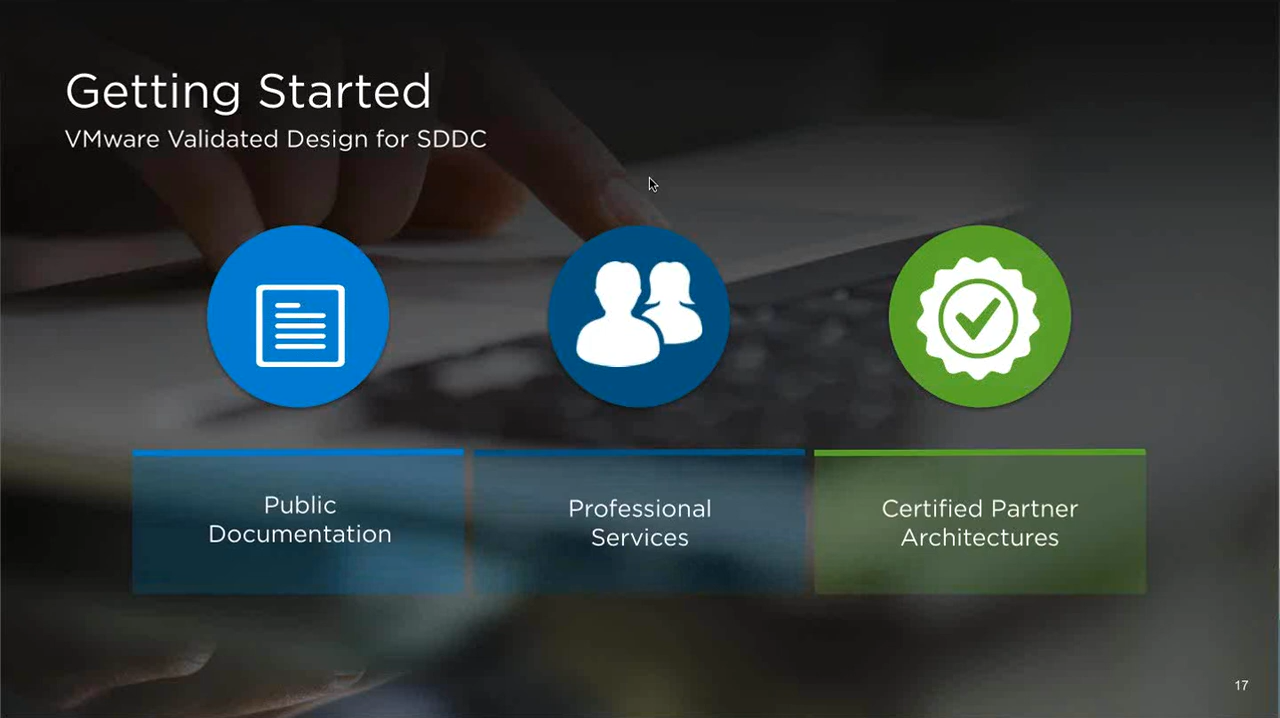 Getting Started
VMware Validated Design for SDDC
Public
Documentation
Professional
Services
Certified Partner
Architectures
17